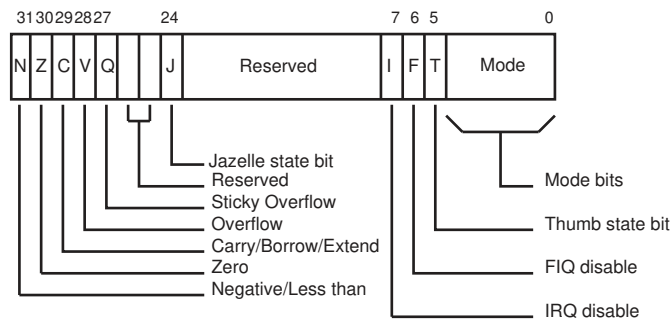 31 30 29 28 27 24 7 6 5 0
N Z C V Q J Reserved I F T Mode
Jazelle state bit
Reserved Mode bits
Sticky Overflow
Overflow Thumb state bit
Carry/Borrow/Extend
Zero FIQ disable
Negative/Less than
IRQ disable